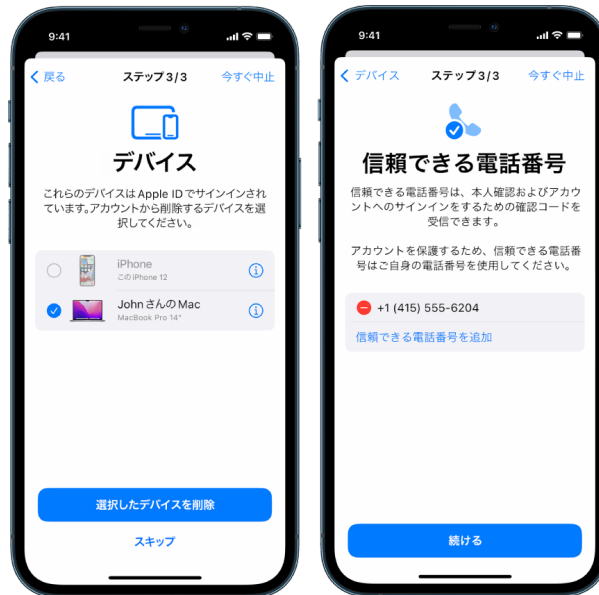 9:41
戻る
ステップ3/3
今すぐ中止
デバイス
これらのデバイスはApple IDでサインインされ
ています。アカウントから削除するデバイスを選
択してください。
iPhone
このiPhone 12
JohnさんのMac
MacBook Pro 14"
選択したデバイスを削除
スキップ
9:41
デバイス
ステップ3/3
今すぐ中止
信頼できる電話番号
信頼できる電話番号は、本人確認およびアカウ
ントへのサインインをするための確認コードを
受信できます。
アカウントを保護するため、信頼できる電話番
号はご自身の電話番号を使用してください。
+1 (415) 555-6204
信頼できる電話番号を追加
続ける